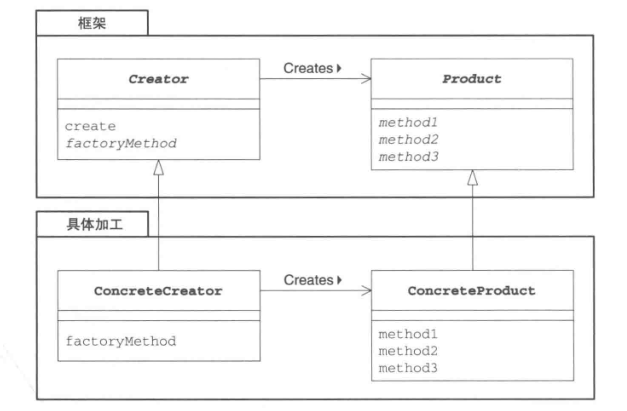 框架
Creator
Creates
Product
create
factoryMethod
method1
method2
method3
具体加工
ConcreteCreator
Creates
ConcreteProduct
factoryMethod
method1
method2
method3